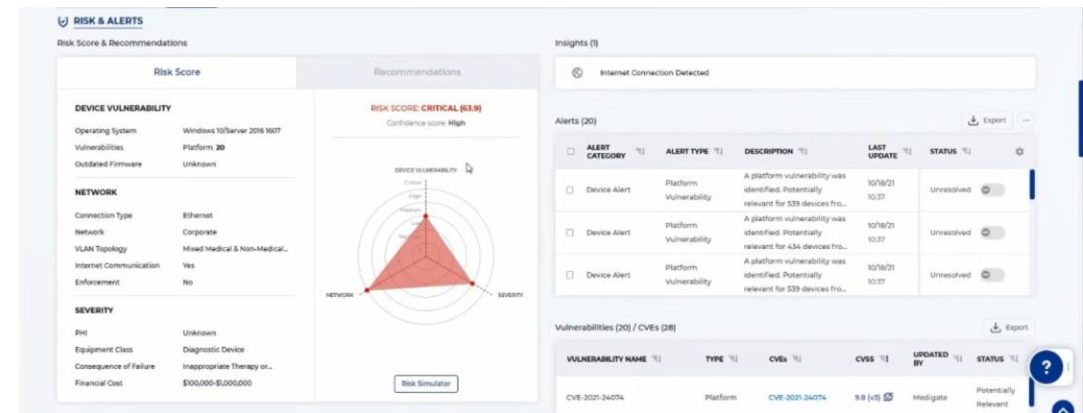 RISK & ALERTS
Risk Score & Recommendations
Risk Score
Recommendations
DEVICE VULNERABILITY
Operating System Windows 10/Server 2016 1607
Vulnerabilities Platform 20
Outdated Firmware Unknown
NETWORK
Connection Type Ethernet
Network Corporate
VLAN Topology Mixed Medical & Non-Medical...
Internet Communication Yes
Enforcement No
SEVERITY
PHI Unknown
Equipment Class Diagnostic Device
Consequence of Failure Inappropriate Therapy or...
Financial Cost $100,000-$1,000,000
RISK SCORE: CRITICAL (63.9)
Confidence score: High
DEVICE VULNERABILITY
Critical
High
Medium
Low
NETWORK
SEVERITY
Risk Simulator
Insights (1)
Internet Connection Detected
Alerts (20)
Export
ALERT CATEGORY ALERT TYPE DESCRIPTION LAST UPDATE STATUS
Device Alert
Platform
Vulnerability
A platform vulnerability was
identified. Potentially
relevant for 539 devices fro...
10/18/21
10:37
Unresolved
Device Alert
Platform
Vulnerability
A platform vulnerability was
identified. Potentially
relevant for 434 devices fro...
10/18/21
10:37
Unresolved
Device Alert
Platform
Vulnerability
A platform vulnerability was
identified. Potentially
relevant for 539 devices fro...
10/18/21
10:37
Unresolved
Vulnerabilities (20) / CVEs (28)
Export
VULNERABILITY NAME TYPE CVEs CVSS UPDATED BY STATUS
CVE-2021-24074 Platform CVE-2021-24074 9.8 (v3) Medigate
Potentially
Relevant
?